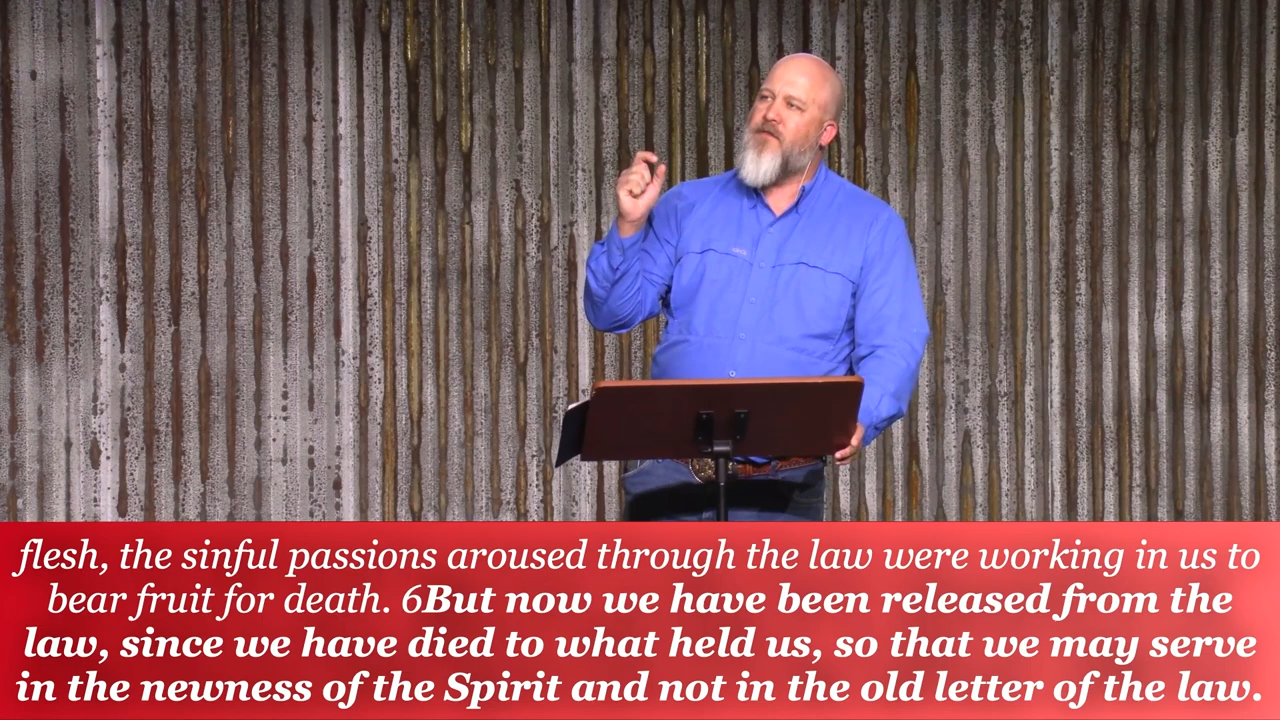 flesh, the sinful passions aroused through the law were working in us to
bear fruit for death. 6But now we have been released from the
law, since we have died to what held us, so that we may serve
in the newness of the Spirit and not in the old letter of the law.